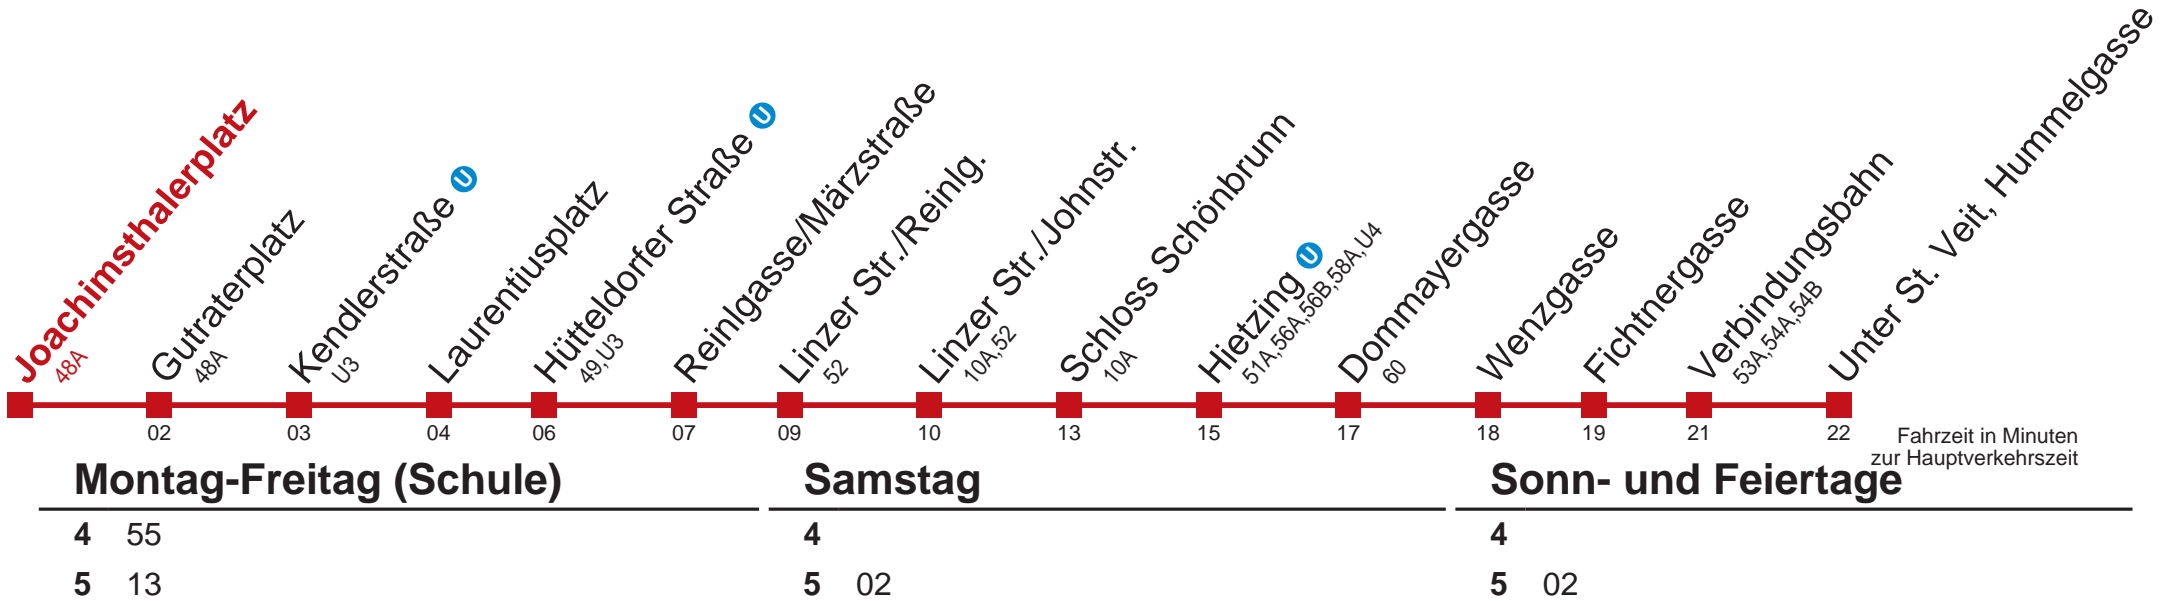 Joachimsthalerplatz
48A
Gutraterplatz
48A
Kendlerstraße U
U3
Laurentiusplatz
Hütteldorfer Straße U
49,U3
Reinlgasse/Märzstraße
Linzer Str./Reinlg.
52
Linzer Str./Johnstr.
10A,52
Schloss Schönbrunn
10A
Hietzing U
51A,56A,56B,58A,U4
Dommayergasse
60
Wenzgasse
Fichtnergasse
Verbindungsbahn
53A,54A,54B
Unter St. Veit, Hummelgasse
02 03 04 06 07 09 10 13 15 17 18 19 21 22
Fahrzeit in Minuten
zur Hauptverkehrszeit
Montag-Freitag (Schule)
4 55
5 13
Samstag
4
5 02
Sonn- und Feiertage
4
5 02